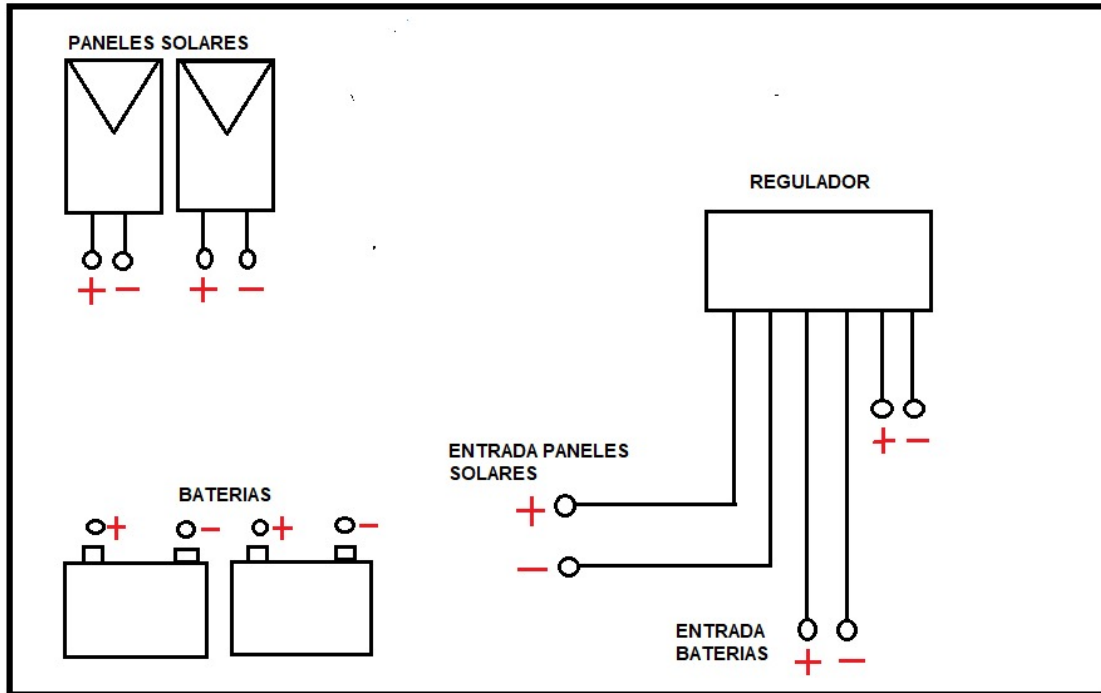 PANELES SOLARES
+ − + −
REGULADOR
+ −
ENTRADA PANELES
SOLARES
+
−
BATERIAS
+ − + −
ENTRADA
BATERIAS
+ −